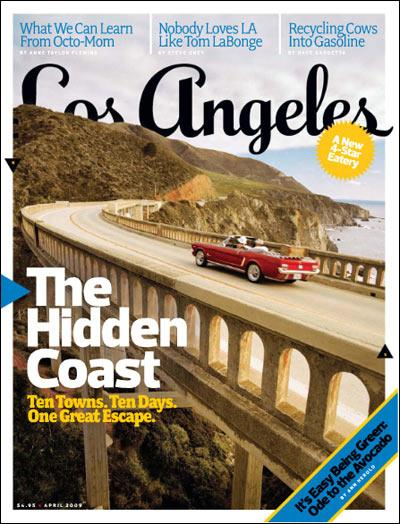 What We Can Learn
From Octo-Mom
BY ANNE TAYLOR FLEMING
Nobody Loves LA
Like Tom LaBonge
BY STEVE ONEY
Recycling Cows
Into Gasoline
BY DAVE GARDETTA
Los Angeles
A New
4-Star
Eatery
The
Hidden
Coast
Ten Towns. Ten Days.
One Great Escape.
It's Easy Being Green:
Ode to the Avocado
BY ANN HEROLD
$4.95 • APRIL 2009